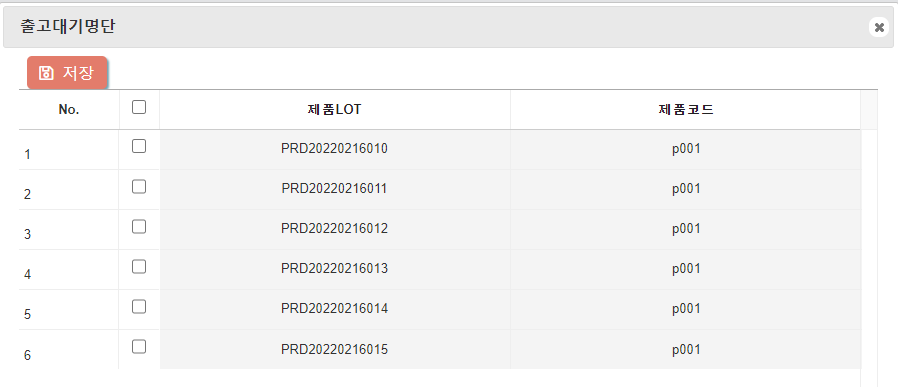 출고대기명단
저장
No. 제품LOT 제품코드
1 PRD20220216010 p001
2 PRD20220216011 p001
3 PRD20220216012 p001
4 PRD20220216013 p001
5 PRD20220216014 p001
6 PRD20220216015 p001